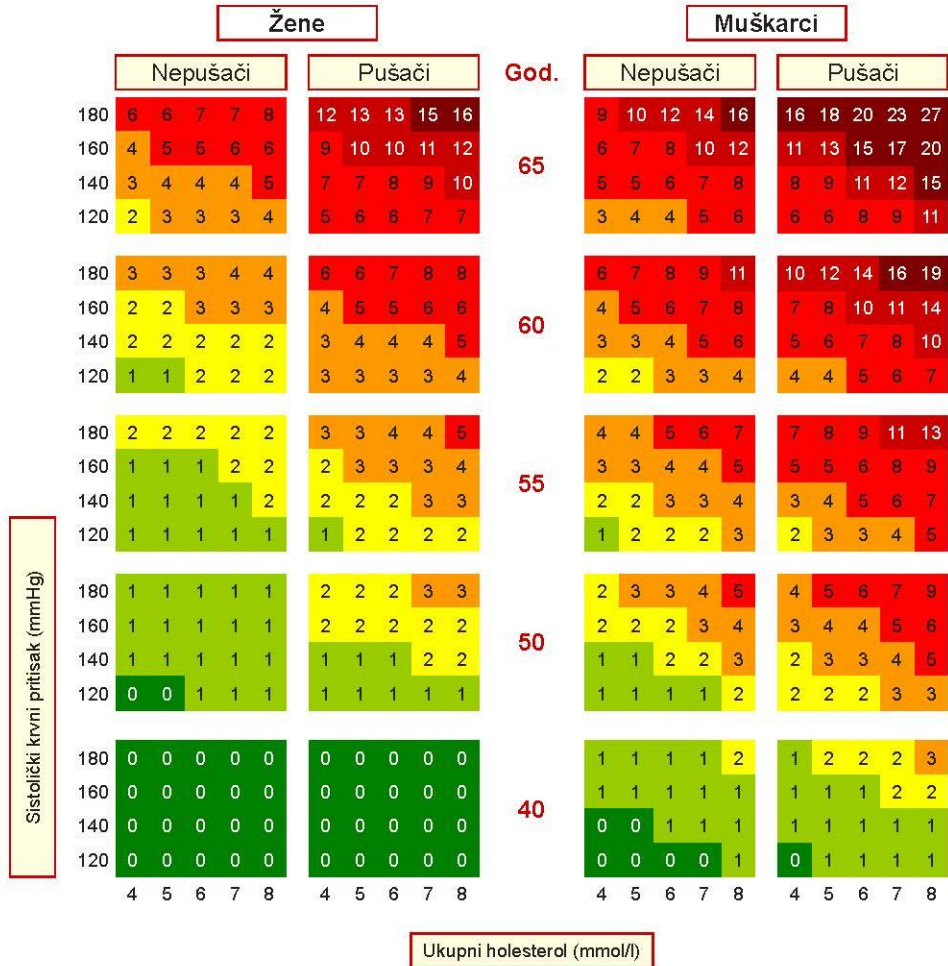 Žene Muškarci
Nepušači Pušači God. Nepušači Pušači
180 6 6 7 7 8 12 13 13 15 16 9 10 12 14 16 16 18 20 23 27
160 4 5 5 6 6 9 10 10 11 12 6 7 8 10 12 11 13 15 17 20
65
140 3 4 4 4 5 7 7 8 9 10 5 5 6 7 8 8 9 11 12 15
120 2 3 3 3 4 5 6 6 7 7 3 4 4 5 6 6 6 8 9 11
180 3 3 3 4 4 6 6 7 8 8 6 7 8 9 11 10 12 14 16 19
160 2 2 3 3 3 4 5 5 6 6 4 5 6 7 8 7 8 10 11 14
60
140 2 2 2 2 2 3 4 4 4 5 3 3 4 5 6 5 6 7 8 10
120 1 1 2 2 2 3 3 3 3 4 2 2 3 3 4 4 4 5 6 7
180 2 2 2 2 2 3 3 4 4 5 4 4 5 6 7 7 8 9 11 13
160 1 1 1 2 2 2 3 3 3 4 3 3 4 4 5 5 5 6 8 9
55
140 1 1 1 1 2 2 2 2 3 3 2 2 3 3 4 3 4 5 6 7
120 1 1 1 1 1 1 2 2 2 2 1 2 2 2 3 2 3 3 4 5
180 1 1 1 1 1 2 2 2 3 3 2 3 3 4 5 4 5 6 7 9
160 1 1 1 1 1 2 2 2 2 2 2 2 2 3 4 3 4 4 5 6
50
140 1 1 1 1 1 1 1 1 2 2 1 1 2 2 3 2 3 3 4 5
120 0 0 1 1 1 1 1 1 1 1 1 1 1 1 2 2 2 2 3 3
180 0 0 0 0 0 0 0 0 0 0 1 1 1 1 2 1 2 2 2 3
160 0 0 0 0 0 0 0 0 0 0 1 1 1 1 1 1 1 1 2 2
40
140 0 0 0 0 0 0 0 0 0 0 0 0 1 1 1 1 1 1 1 1
120 0 0 0 0 0 0 0 0 0 0 0 0 0 0 1 0 1 1 1 1
4 5 6 7 8 4 5 6 7 8 4 5 6 7 8 4 5 6 7 8
Sistolički krvni pritisak (mmHg)
Ukupni holesterol (mmol/l)